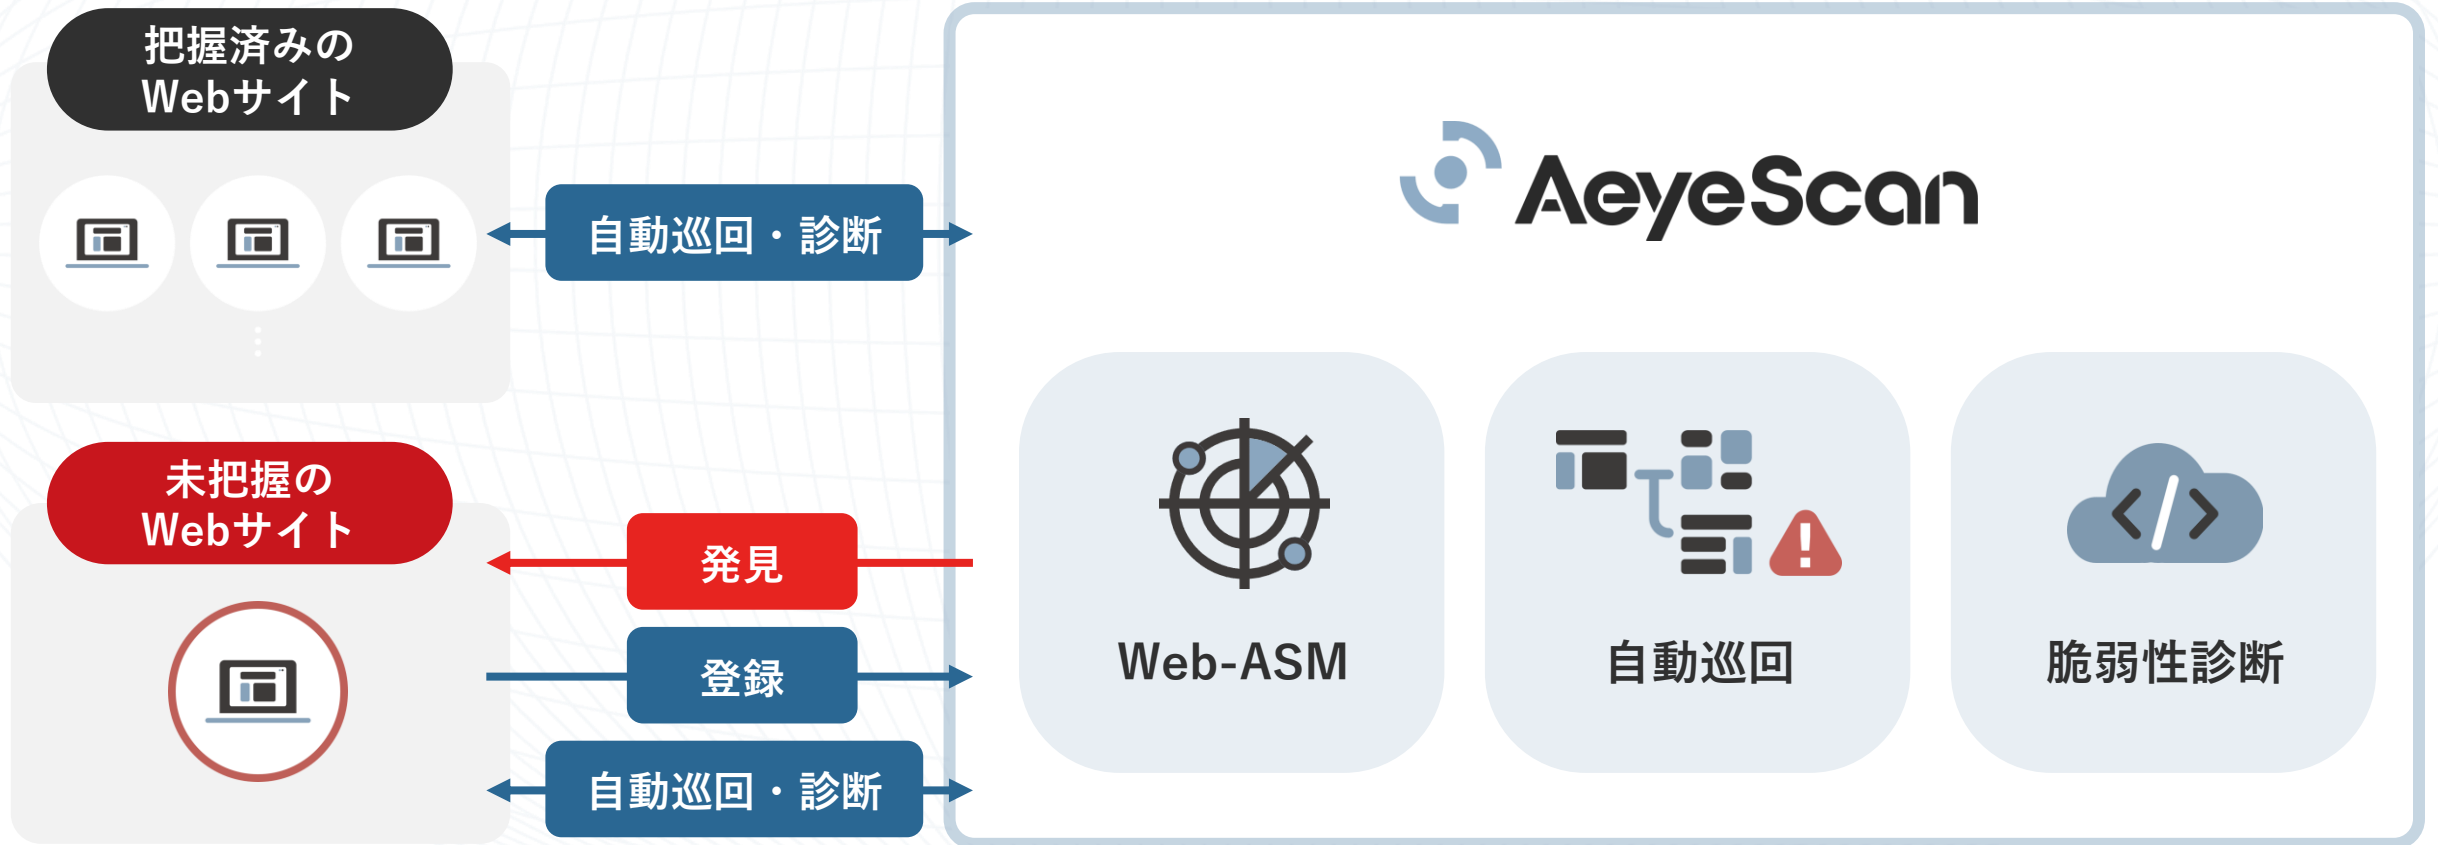 把握済みの
Webサイト
自動巡回・診断
未把握の
Webサイト
発見
登録
自動巡回・診断
AeyeScan
Web-ASM
自動巡回
脆弱性診断